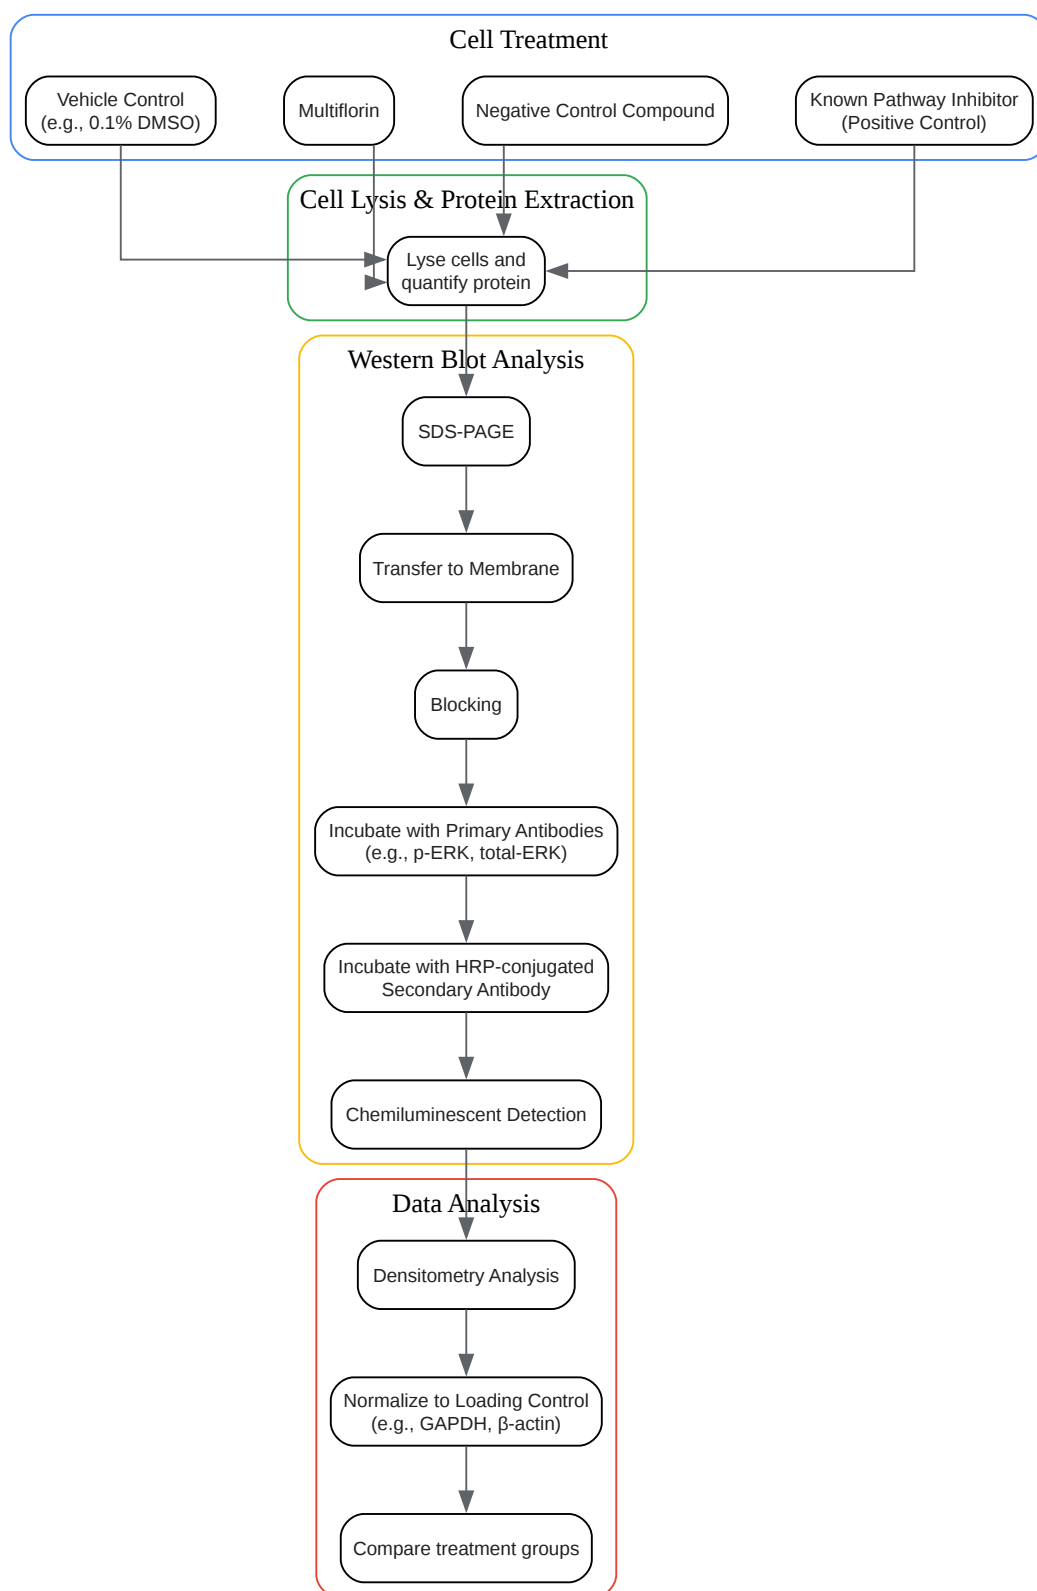 Cell Treatment
Vehicle Control
(e.g., 0.1% DMSO)
Multiflorin
Negative Control Compound
Known Pathway Inhibitor
(Positive Control)
Cell Lysis & Protein Extraction
Lyse cells and
quantify protein
Western Blot Analysis
SDS-PAGE
Transfer to Membrane
Blocking
Incubate with Primary Antibodies
(e.g., p-ERK, total-ERK)
Incubate with HRP-conjugated
Secondary Antibody
Chemiluminescent Detection
Data Analysis
Densitometry Analysis
Normalize to Loading Control
(e.g., GAPDH, β-actin)
Compare treatment groups